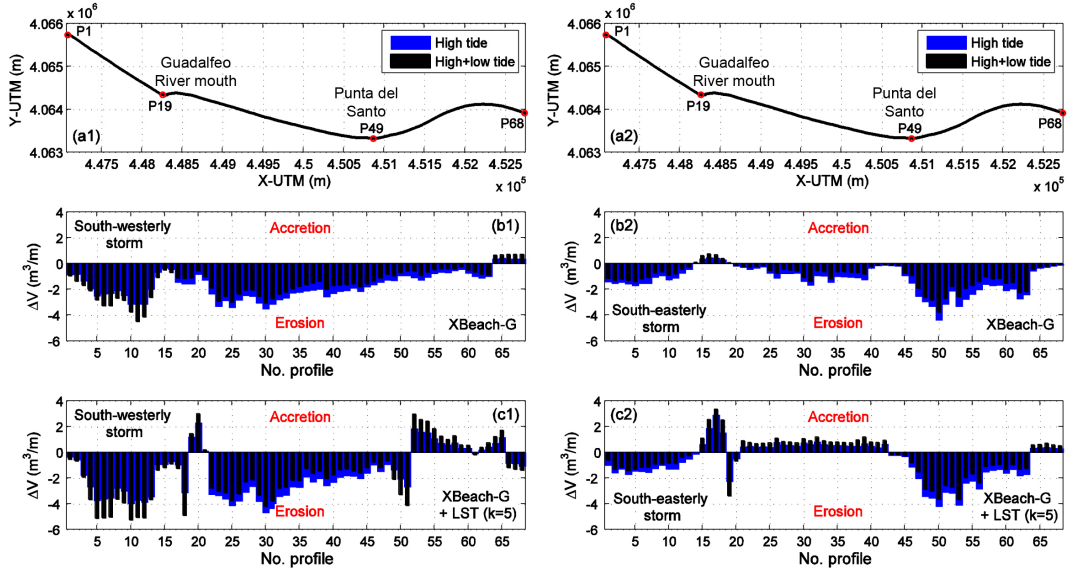 x 10^6
4.066
4.065
4.064
4.063
Y-UTM (m)
P1
Guadalfeo
River mouth
P19
Punta del
Santo
P49
P68
High tide
High+low tide
(a1)
4.475 4.48 4.485 4.49 4.495 4.5 4.505 4.51 4.515 4.52 4.525
X-UTM (m)
x 10^5
x 10^6
4.066
4.065
4.064
4.063
Y-UTM (m)
P1
Guadalfeo
River mouth
P19
Punta del
Santo
P49
P68
High tide
High+low tide
(a2)
4.475 4.48 4.485 4.49 4.495 4.5 4.505 4.51 4.515 4.52 4.525
X-UTM (m)
x 10^5
4
2
0
-2
-4
-6
ΔV (m³/m)
South-westerly
storm
Accretion
(b1)
Erosion
XBeach-G
5 10 15 20 25 30 35 40 45 50 55 60 65
No. profile
4
2
0
-2
-4
-6
ΔV (m³/m)
Accretion
(b2)
South-easterly
storm
Erosion
XBeach-G
5 10 15 20 25 30 35 40 45 50 55 60 65
No. profile
4
2
0
-2
-4
-6
ΔV (m³/m)
South-westerly
storm
Accretion
(c1)
Erosion
XBeach-G
+ LST (k=5)
5 10 15 20 25 30 35 40 45 50 55 60 65
No. profile
4
2
0
-2
-4
-6
ΔV (m³/m)
Accretion
(c2)
South-easterly
storm
Erosion
XBeach-G
+ LST (k=5)
5 10 15 20 25 30 35 40 45 50 55 60 65
No. profile